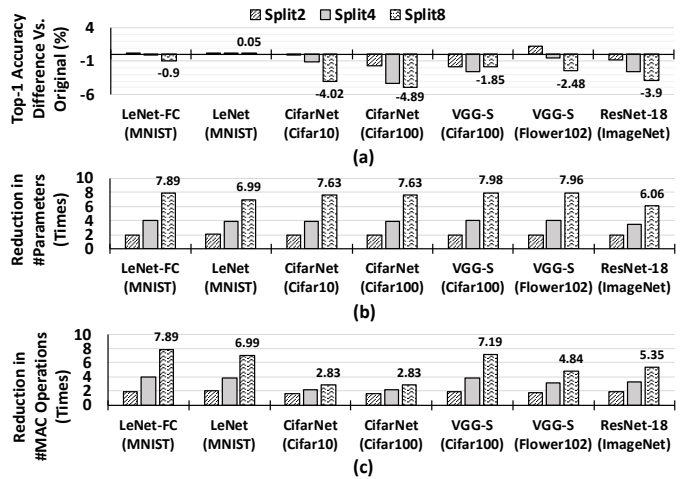 Split2 Split4 Split8
Top-1 Accuracy
Difference Vs.
Original (%)
4
-1
-6
-0.9 0.05 -4.02 -4.89 -1.85 -2.48 -3.9
LeNet-FC LeNet CifarNet CifarNet VGG-S VGG-S ResNet-18
(MNIST) (MNIST) (Cifar10) (Cifar100) (Cifar100) (Flower102) (ImageNet)
(a)
Reduction in
#Parameters
(Times)
10
8
6
4
2
0
7.89 6.99 7.63 7.63 7.98 7.96 6.06
LeNet-FC LeNet CifarNet CifarNet VGG-S VGG-S ResNet-18
(MNIST) (MNIST) (Cifar10) (Cifar100) (Cifar100) (Flower102) (ImageNet)
(b)
Reduction in
#MAC Operations
(Times)
10
8
6
4
2
0
7.89 6.99 2.83 2.83 7.19 4.84 5.35
LeNet-FC LeNet CifarNet CifarNet VGG-S VGG-S ResNet-18
(MNIST) (MNIST) (Cifar10) (Cifar100) (Cifar100) (Flower102) (ImageNet)
(c)